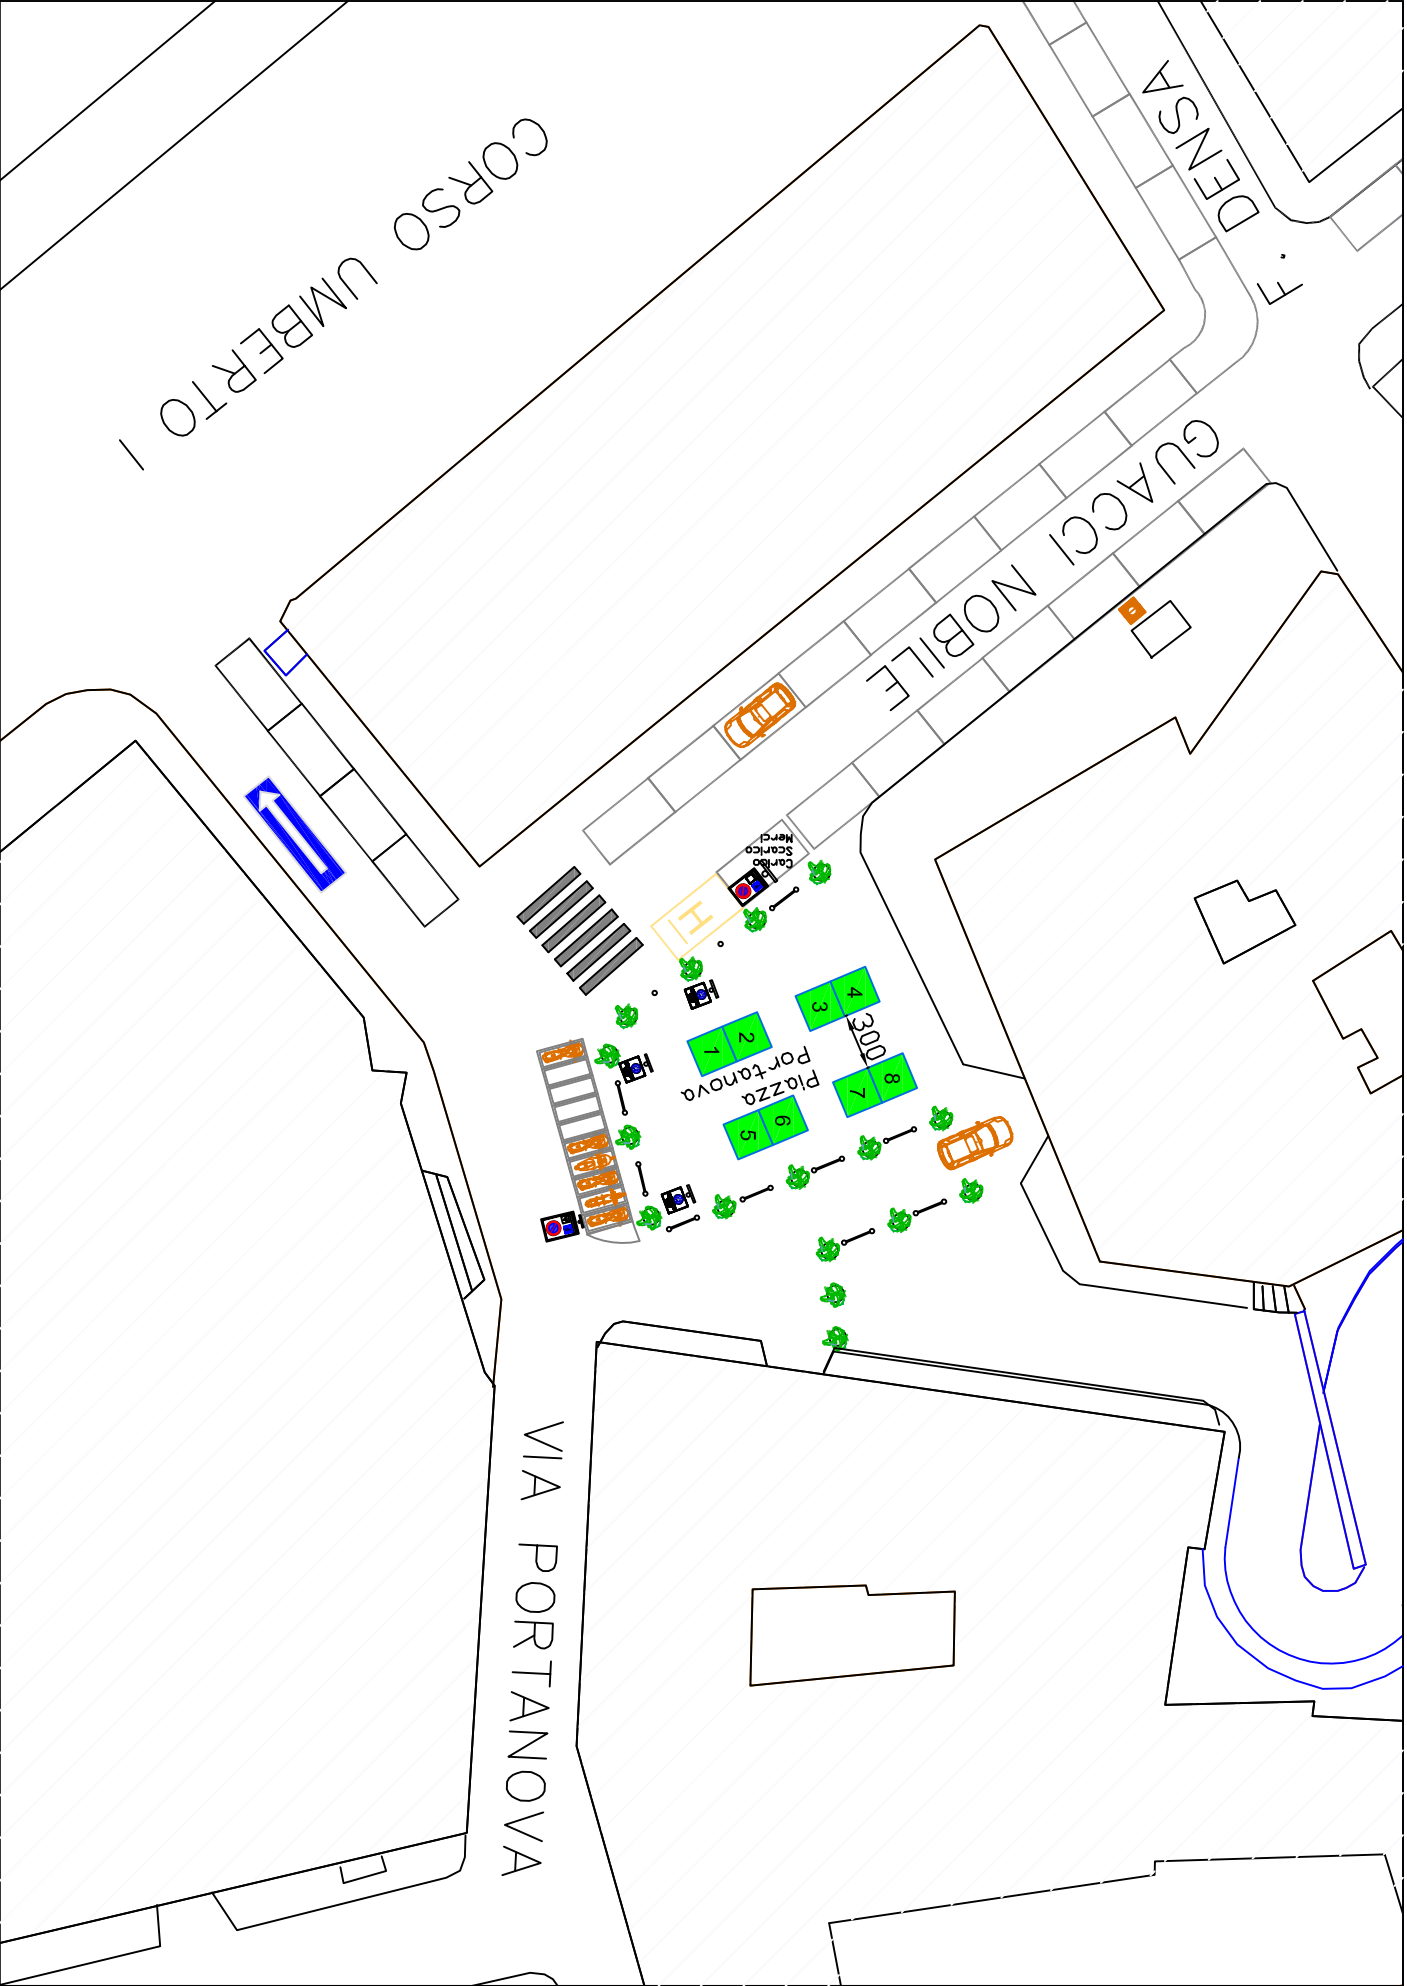 CORSO UMBERTO I
F. DENSA
GUACCI NOBILE
Carico
Scarico
Merci
H
4
3
2
1
300
Piazza
Portanova
8
7
6
5
VIA PORTANOVA